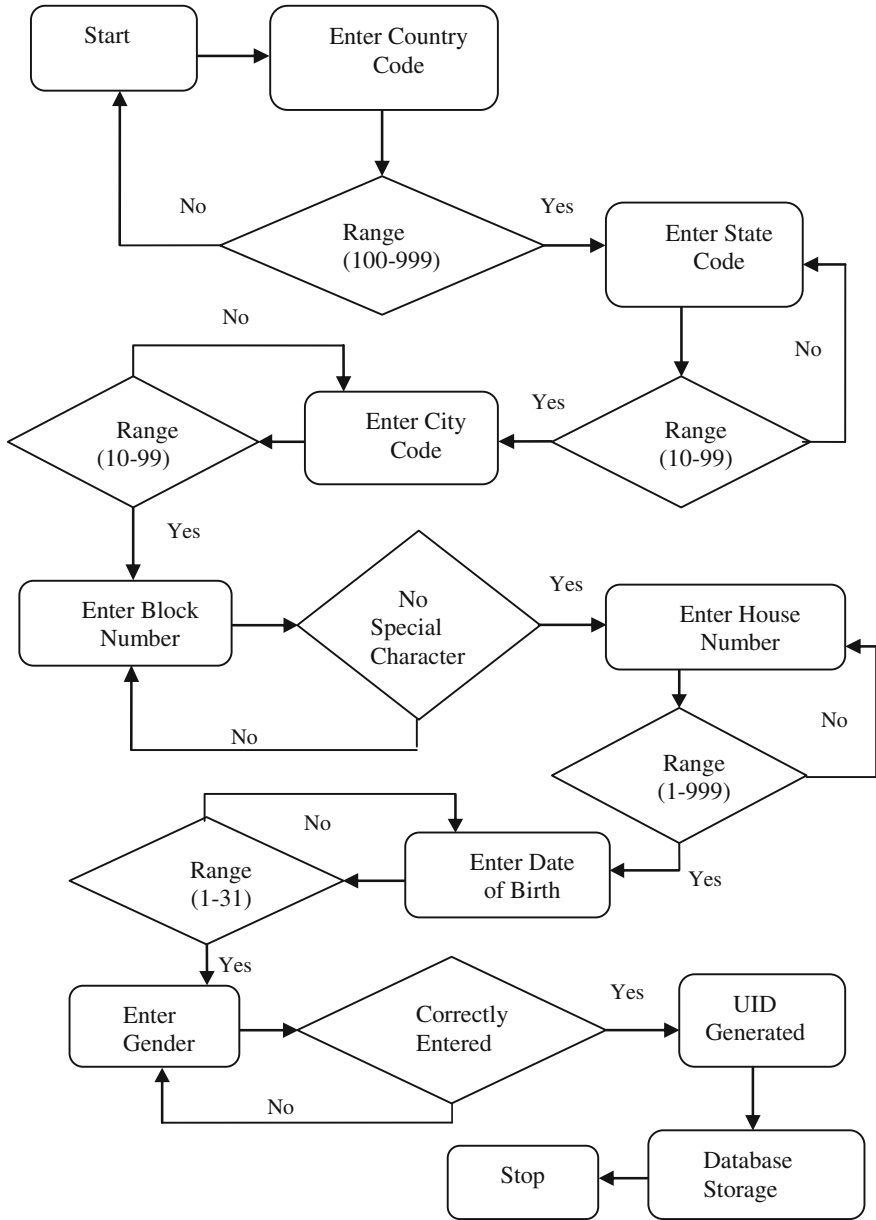 Start
Enter Country
Code
No
Yes
Range
(100-999)
Enter State
Code
No
No
Yes
Range
(10-99)
Enter City
Code
Range
(10-99)
Yes
Enter Block
Number
No
Special
Character
Yes
Enter House
Number
No
No
Range
(1-999)
Yes
No
Enter Date
of Birth
Range
(1-31)
Yes
Enter
Gender
Correctly
Entered
Yes
UID
Generated
No
Database
Storage
Stop